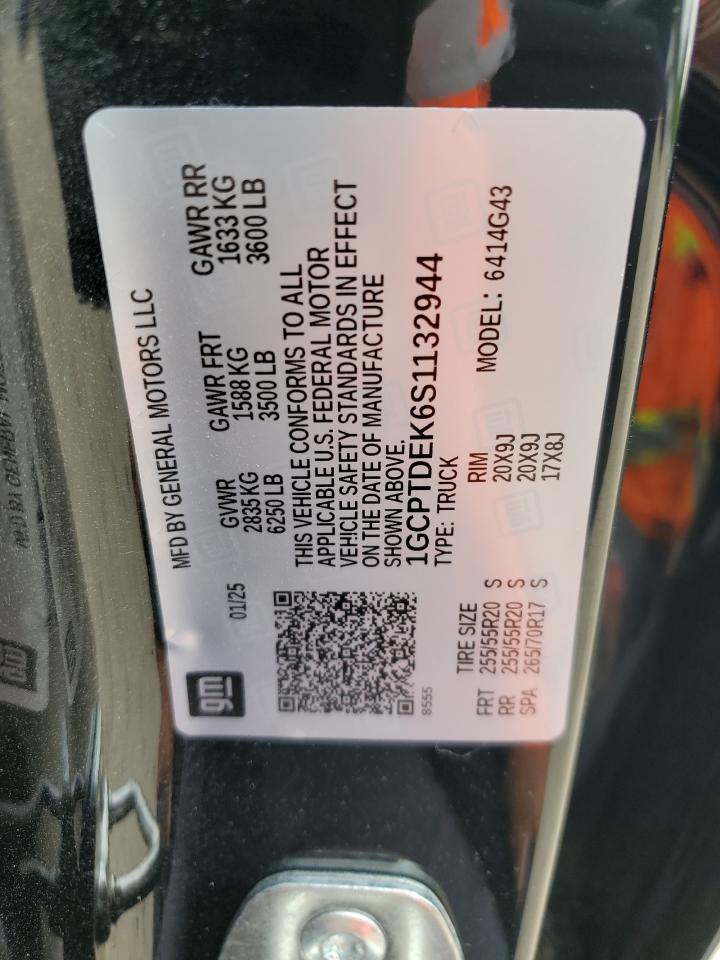 gm
MFD BY GENERAL MOTORS LLC
01/25
GVWR GAWR FRT GAWR RR
2835 KG 1588 KG 1633 KG
6250 LB 3500 LB 3600 LB
THIS VEHICLE CONFORMS TO ALL
APPLICABLE U.S. FEDERAL MOTOR
VEHICLE SAFETY STANDARDS IN EFFECT
ON THE DATE OF MANUFACTURE
SHOWN ABOVE.
1GCPTDEK6S1132944
8555
TYPE: TRUCK MODEL: 6414G43
TIRE SIZE RIM
FRT 255/55R20 S 20X9J
RR 255/55R20 S 20X9J
SPA 265/70R17 S 17X8J